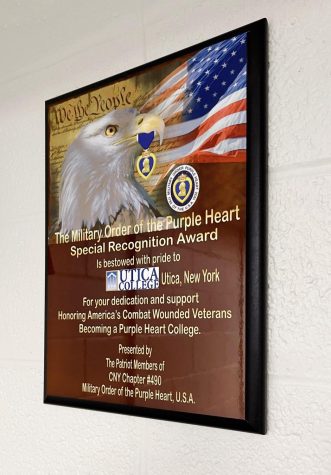 We the People
The Military Order of the Purple Heart
Special Recognition Award
Is bestowed with pride to
UTICA COLLEGE Utica, New York
For your dedication and support
Honoring America's Combat Wounded Veterans
Becoming a Purple Heart College.
Presented by
The Patriot Members of
CNY Chapter #490
Military Order of the Purple Heart, U.S.A.